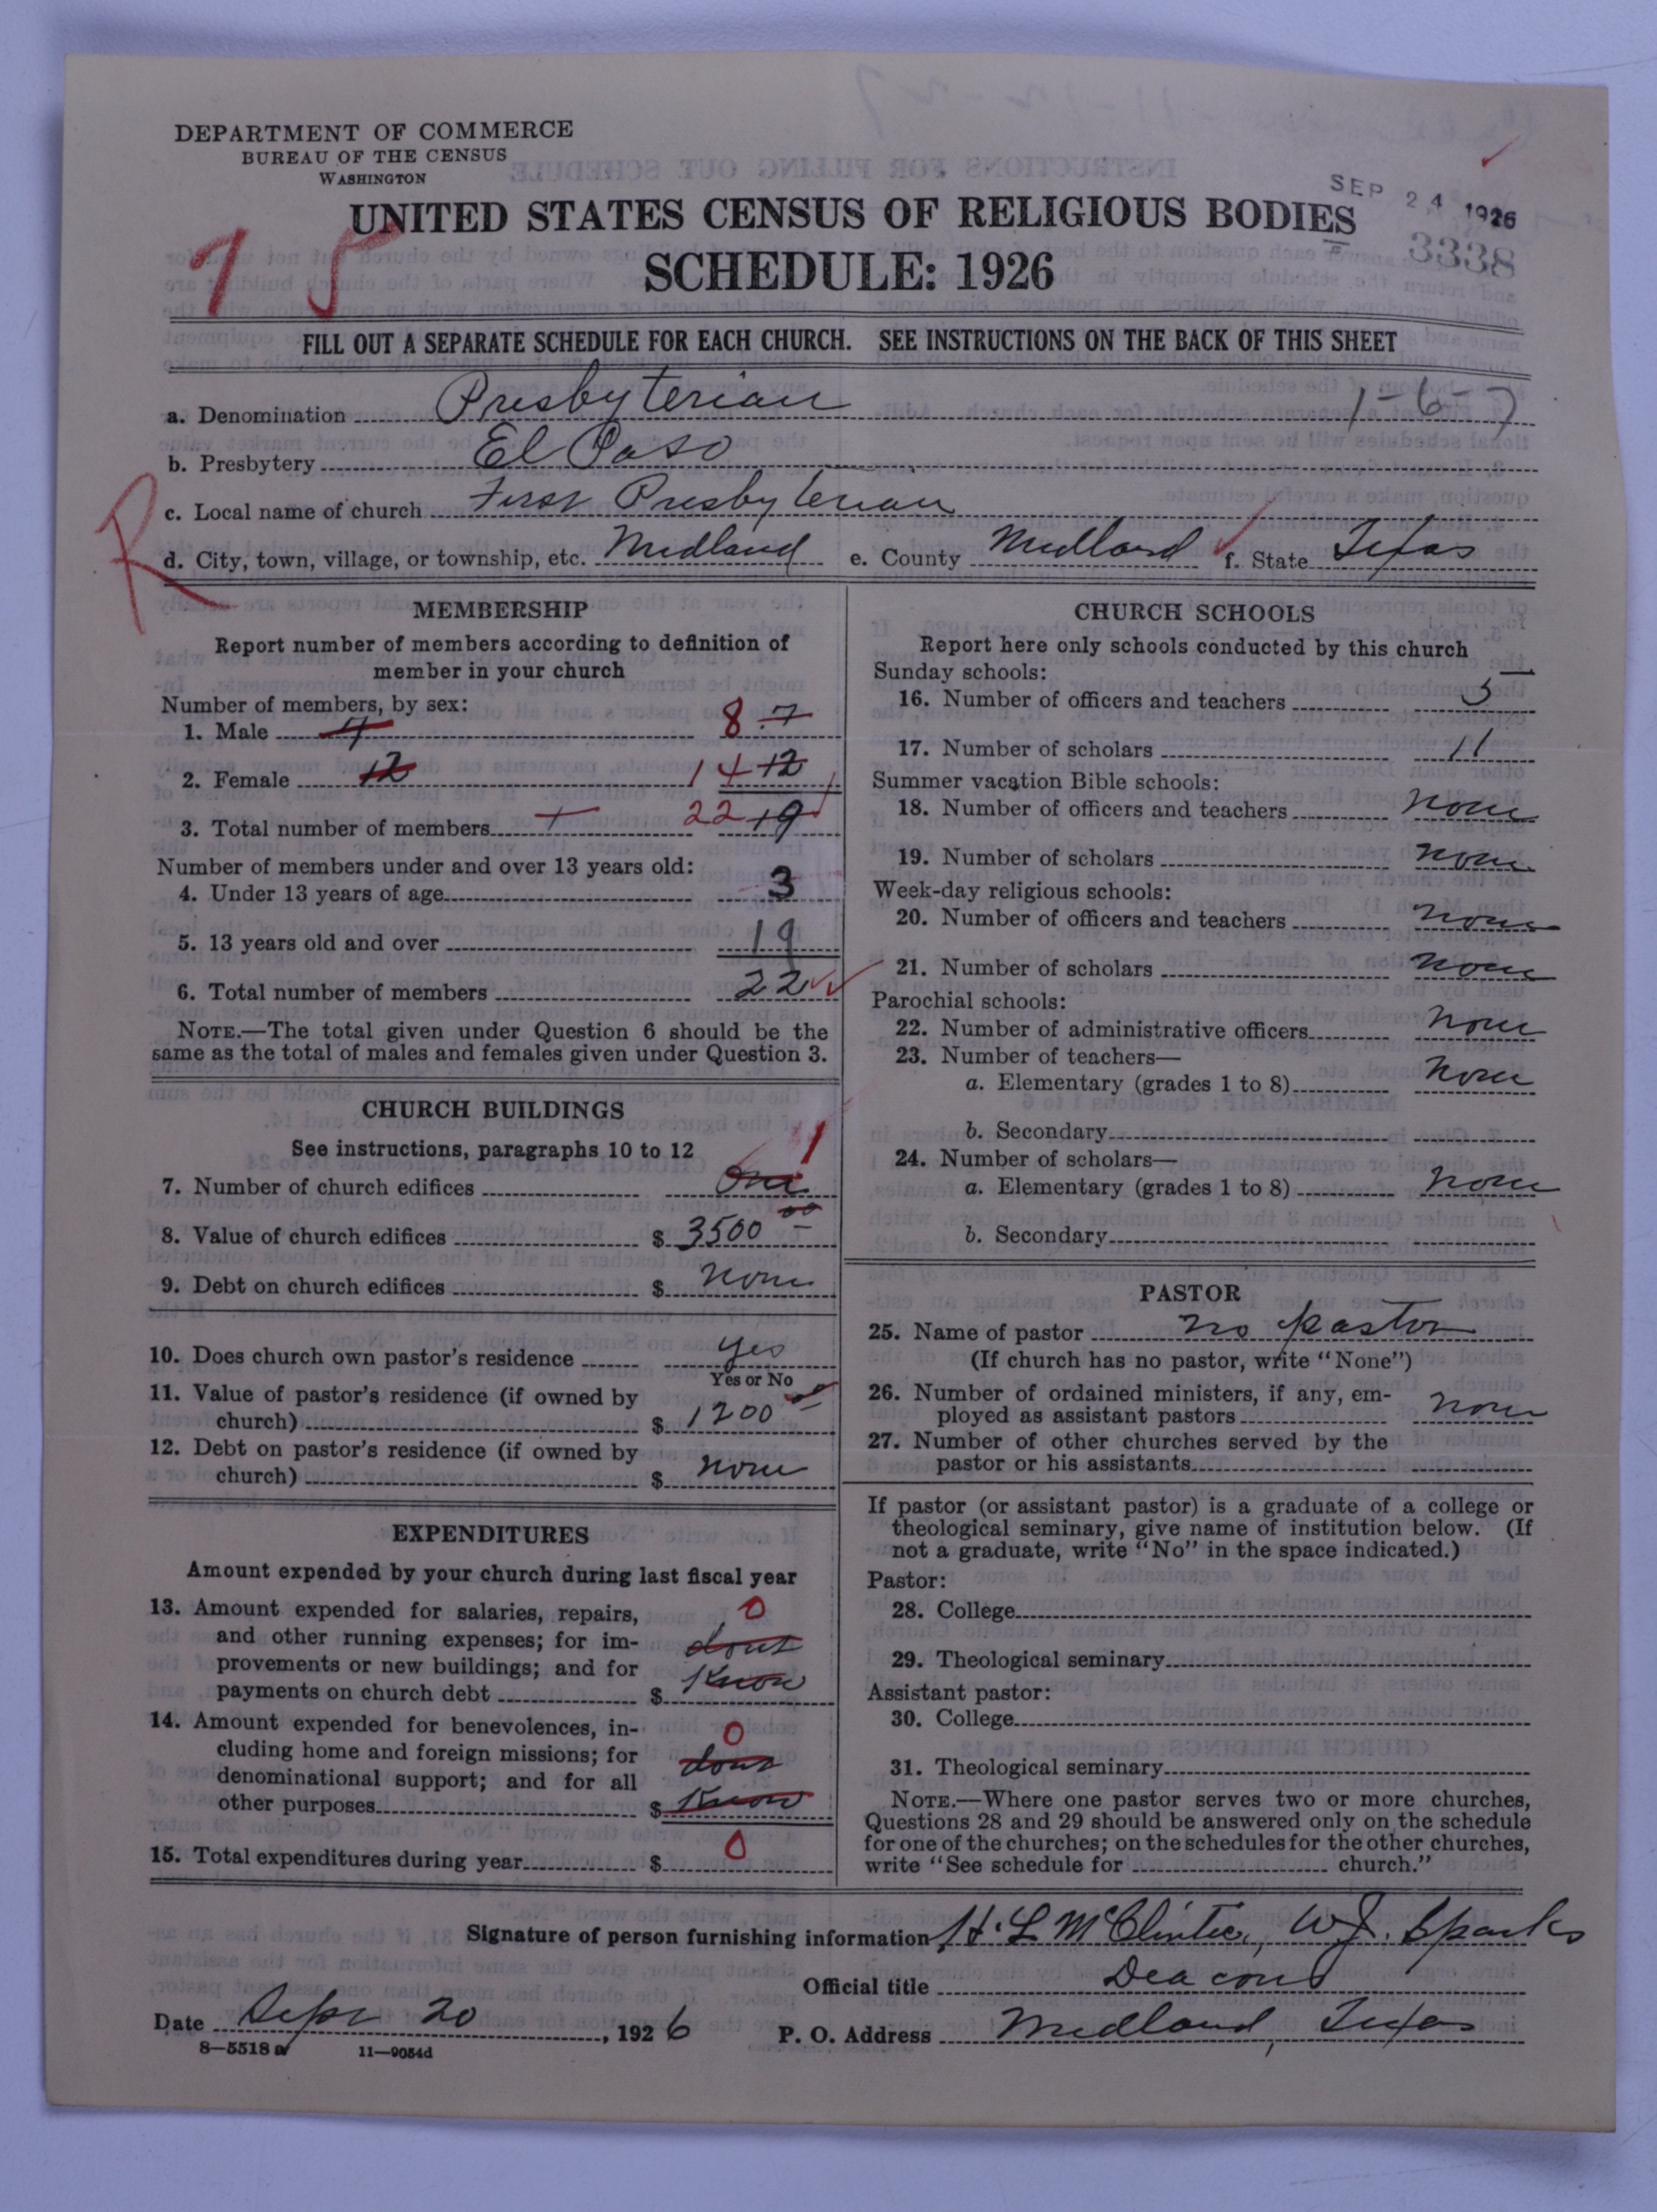 DEPARTMENT OF COMMERCE
BUREAU OF THE CENSUS
WASHINGTON
SEP 24 1926
UNITED STATES CENSUS OF RELIGIOUS BODIES
3338
SCHEDULE: 1926
FILL OUT A SEPARATE SCHEDULE FOR EACH CHURCH. SEE INSTRUCTIONS ON THE BACK OF THIS SHEET
a. Denomination Presbyterian 1-6-7
b. Presbytery El Paso
c. Local name of church First Presbyterian
R
d. City, town, village, or township, etc. Midland e. County Midland f. State Texas
MEMBERSHIP
Report number of members according to definition of
member in your church
Number of members, by sex:
1. Male 7 8 7
2. Female 12 14 12
3. Total number of members 22 19
Number of members under and over 13 years old:
4. Under 13 years of age 3
5. 13 years old and over 19
6. Total number of members 22
NOTE.—The total given under Question 6 should be the
same as the total of males and females given under Question 3.
CHURCH BUILDINGS
See instructions, paragraphs 10 to 12
7. Number of church edifices One 1
8. Value of church edifices $ 3500 00
9. Debt on church edifices $ none
10. Does church own pastor's residence yes
Yes or No
11. Value of pastor's residence (if owned by
church) $ 1200
12. Debt on pastor's residence (if owned by
church) $ none
EXPENDITURES
Amount expended by your church during last fiscal year
13. Amount expended for salaries, repairs, 0
and other running expenses; for im- dont
provements or new buildings; and for Know
payments on church debt $
14. Amount expended for benevolences, in- 0
cluding home and foreign missions; for dont
denominational support; and for all
other purposes $ Know
15. Total expenditures during year $ 0
CHURCH SCHOOLS
Report here only schools conducted by this church
Sunday schools:
16. Number of officers and teachers 5
17. Number of scholars 11
Summer vacation Bible schools:
18. Number of officers and teachers none
19. Number of scholars none
Week-day religious schools:
20. Number of officers and teachers none
21. Number of scholars none
Parochial schools:
22. Number of administrative officers none
23. Number of teachers—
a. Elementary (grades 1 to 8) none
b. Secondary
24. Number of scholars—
a. Elementary (grades 1 to 8) none
b. Secondary
PASTOR
25. Name of pastor no pastor
(If church has no pastor, write "None")
26. Number of ordained ministers, if any, em-
ployed as assistant pastors none
27. Number of other churches served by the
pastor or his assistants
If pastor (or assistant pastor) is a graduate of a college or
theological seminary, give name of institution below. (If
not a graduate, write "No" in the space indicated.)
Pastor:
28. College
29. Theological seminary
Assistant pastor:
30. College
31. Theological seminary
NOTE.—Where one pastor serves two or more churches,
Questions 28 and 29 should be answered only on the schedule
for one of the churches; on the schedules for the other churches,
write "See schedule for church."
Signature of person furnishing information H. L McClintic, W. J. Sparks
Official title Deacons
Date Sept 20, 1926 P. O. Address Midland, Texas
8—5518 a 11—9054d